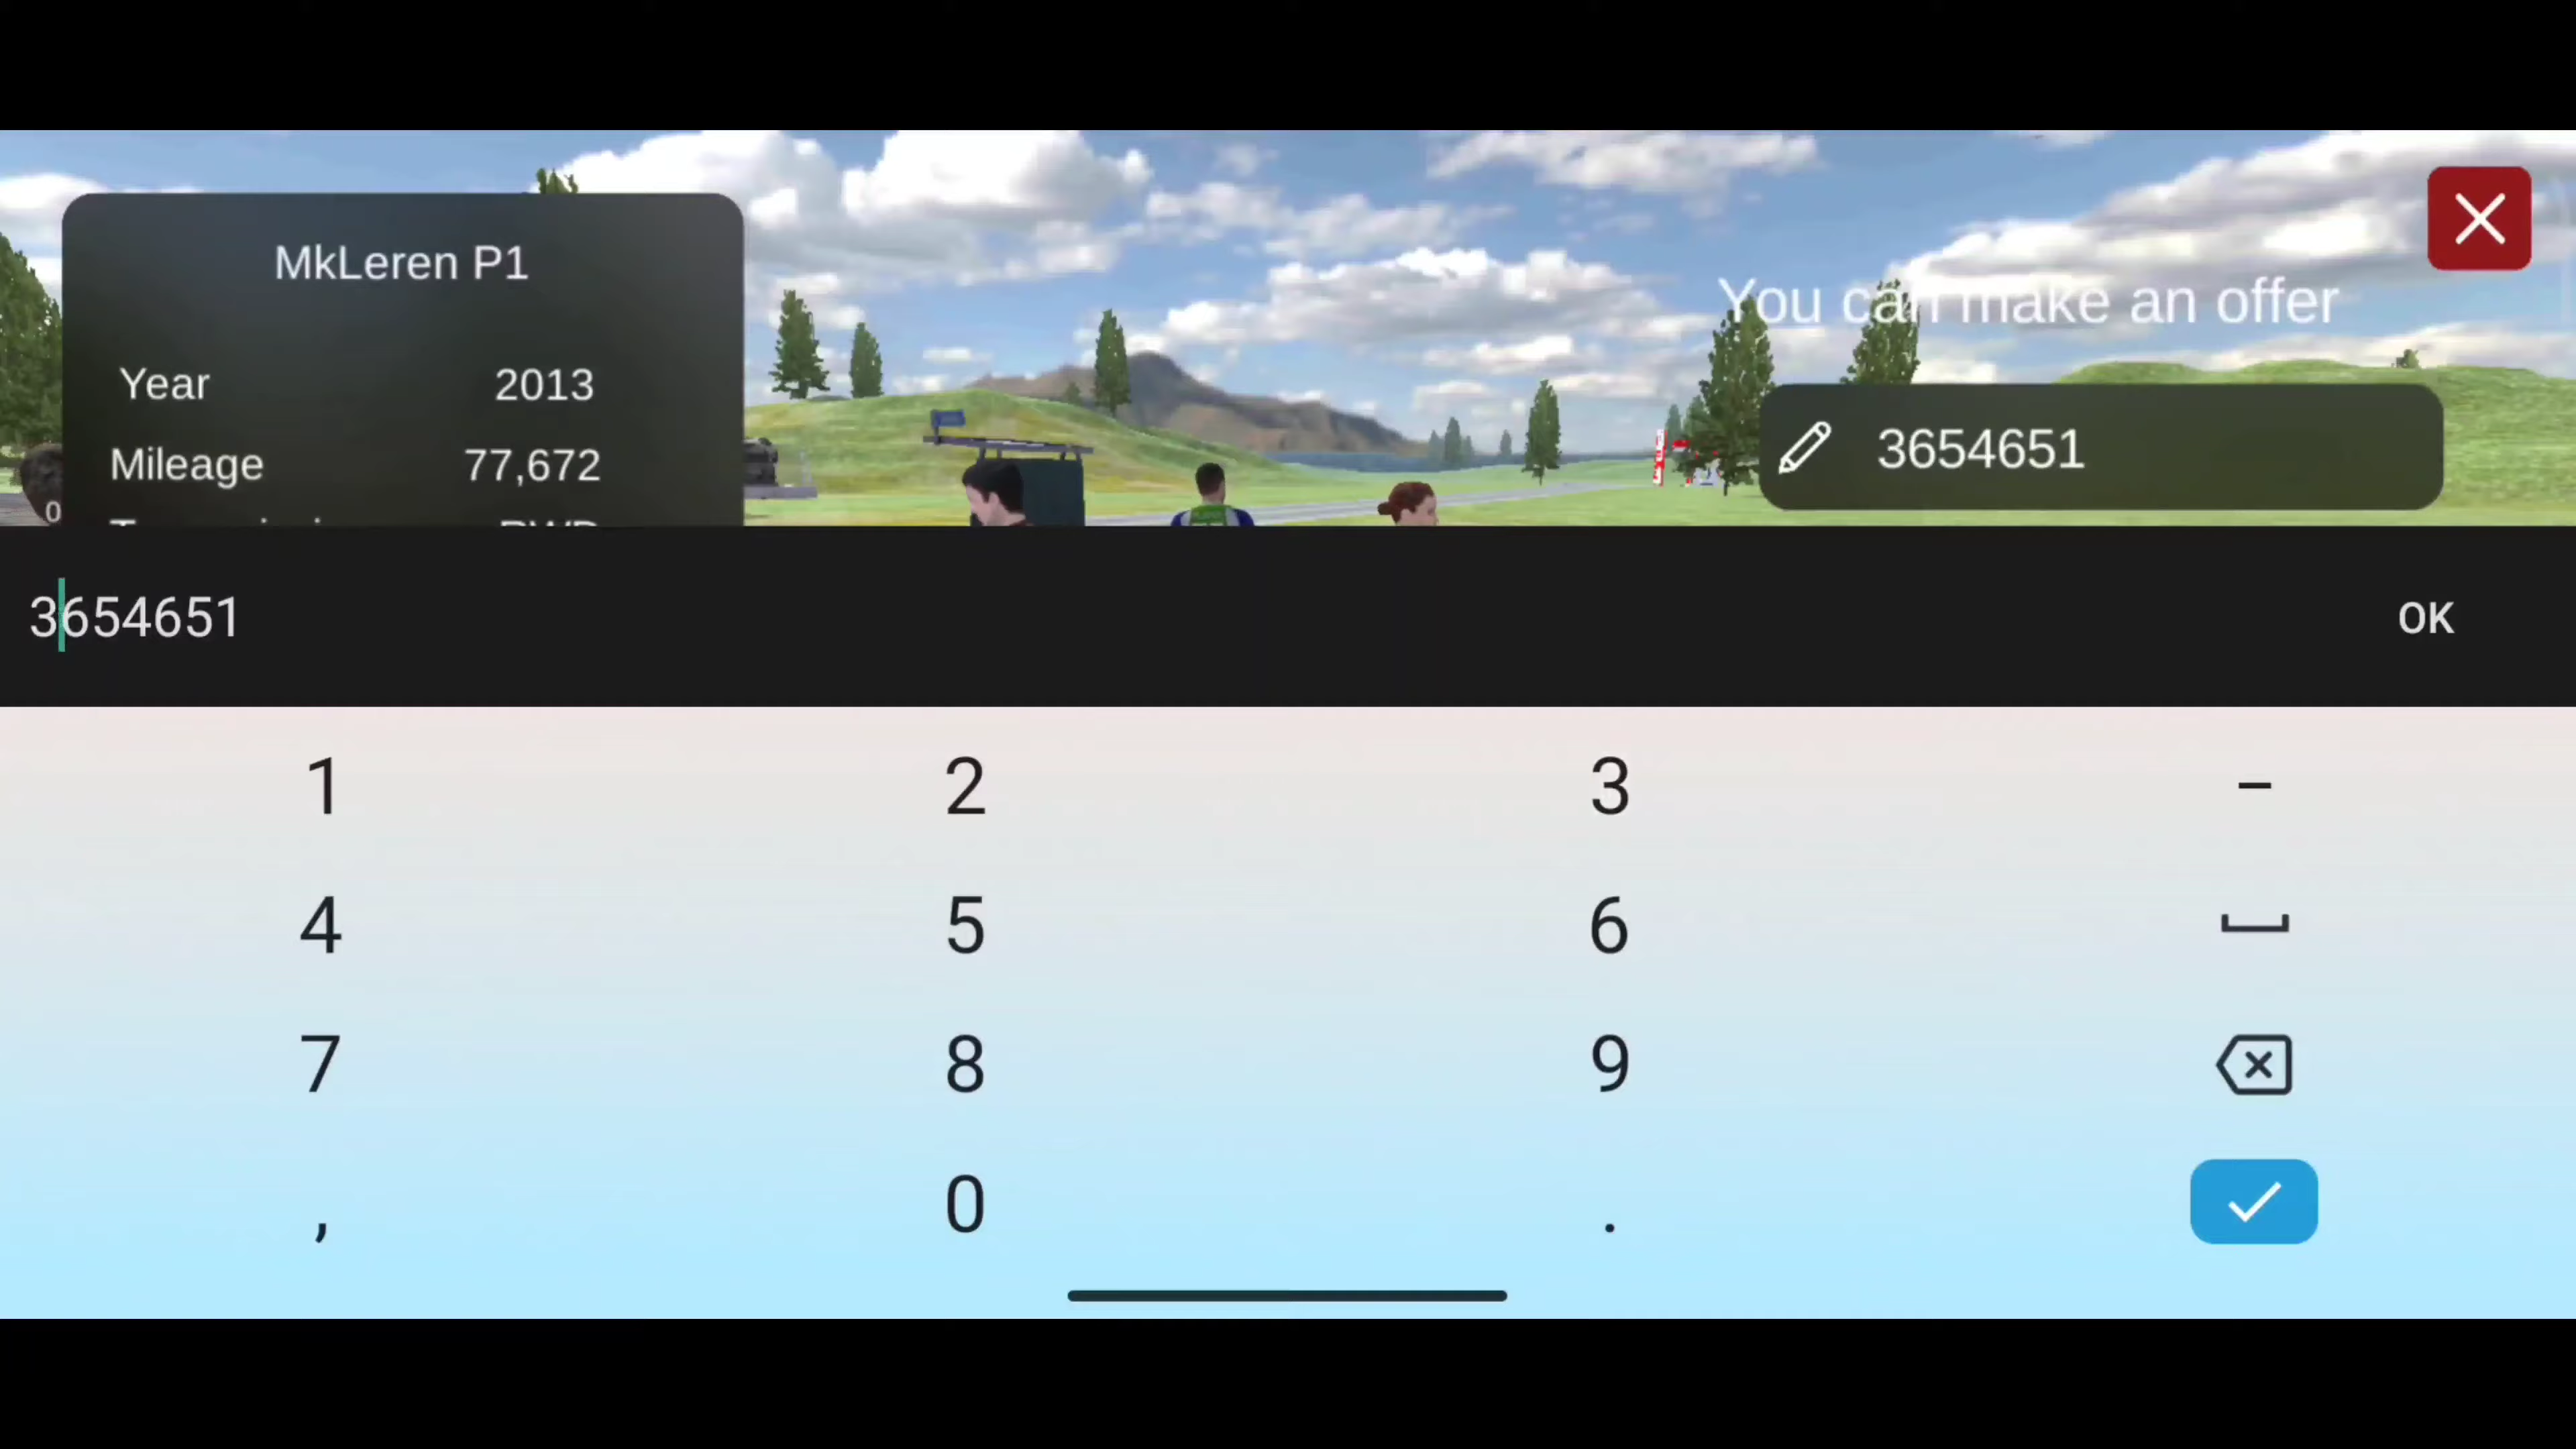 MkLeren P1
You can make an offer
Year 2013
3654651
Mileage 77,672
0
3654651
OK
1 2 3 –
4 5 6
7 8 9
, 0 .